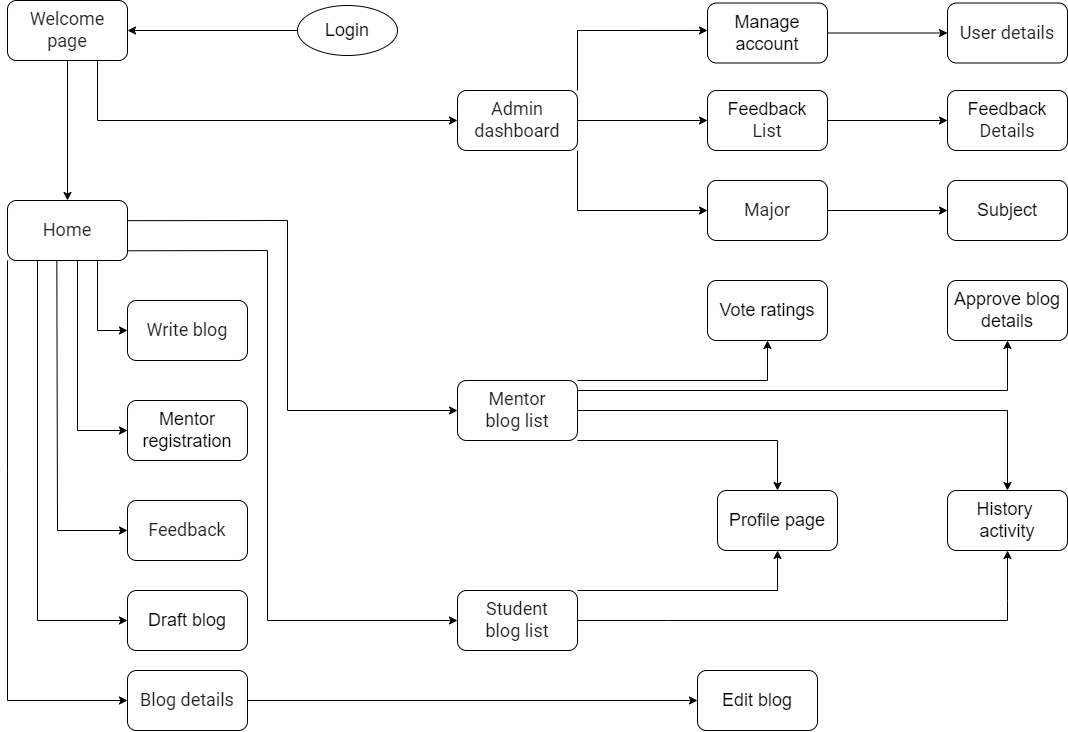 Welcome
page
Login
Manage
account
User details
Admin
dashboard
Feedback
List
Feedback
Details
Major
Subject
Home
Write blog
Vote ratings
Approve blog
details
Mentor
registration
Mentor
blog list
Feedback
Profile page
History
activity
Draft blog
Student
blog list
Blog details
Edit blog